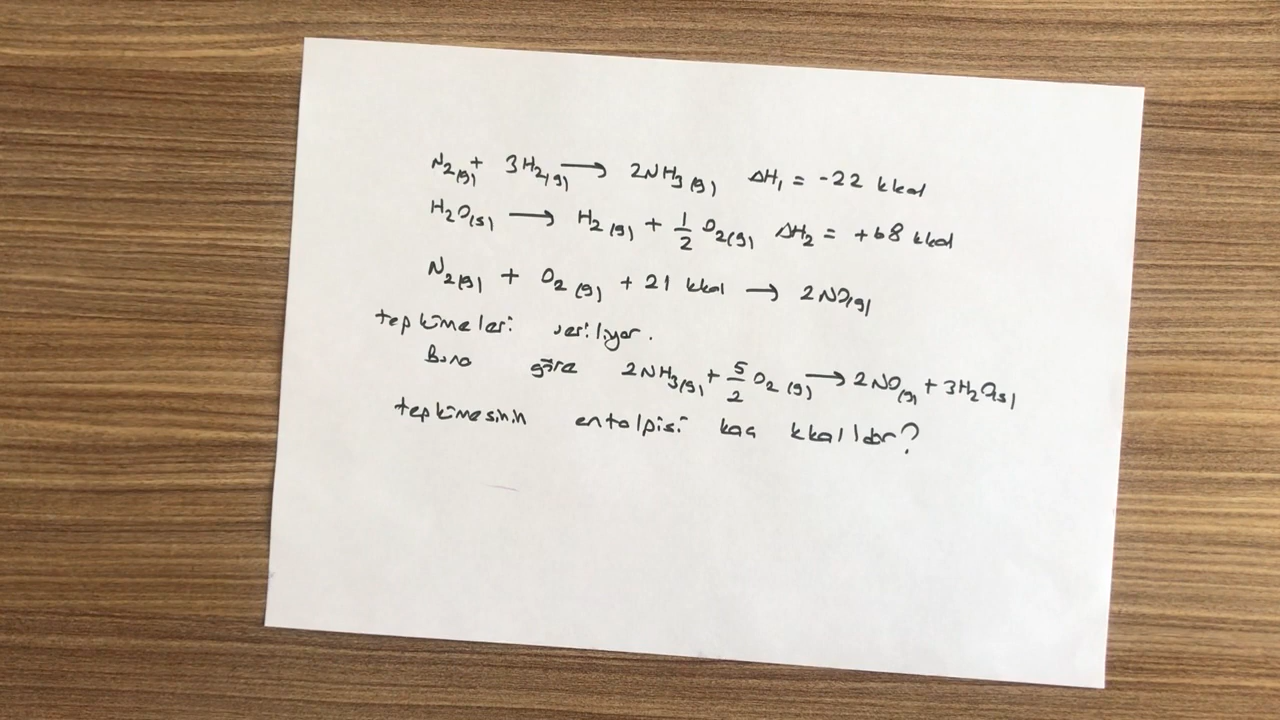 N₂(g) + 3H₂(g) ⟶ 2NH₃(g) ΔH₁ = -22 kkal
H₂O(s) ⟶ H₂(g) + 1/2 O₂(g) ΔH₂ = +68 kkal
N₂(g) + O₂(g) + 21 kkal ⟶ 2NO(g)
tepkimeleri veriliyor.
Buna göre 2NH₃(g) + 5/2 O₂(g) ⟶ 2NO(g) + 3H₂O(s)
tepkimesinin entalpisi kaç kkal'dır?